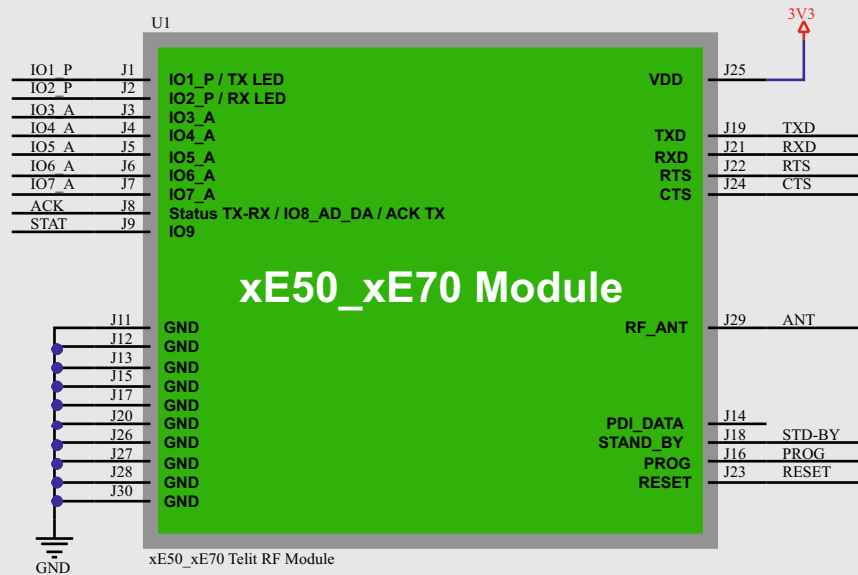 U1
3V3
IO1_P J1 IO1_P / TX LED
VDD J25
IO2_P J2 IO2_P / RX LED
IO3_A J3 IO3_A
IO4_A J4 IO4_A
TXD J19 TXD
IO5_A J5 IO5_A
RXD J21 RXD
IO6_A J6 IO6_A
RTS J22 RTS
IO7_A J7 IO7_A
CTS J24 CTS
ACK J8 Status TX-RX / IO8_AD_DA / ACK TX
STAT J9 IO9
xE50_xE70 Module
J11 GND
RF_ANT J29 ANT
J12 GND
J13 GND
J15 GND
J17 GND
J20 GND
PDI_DATA J14
J26 GND
STAND_BY J18 STD-BY
J27 GND
PROG J16 PROG
J28 GND
RESET J23 RESET
J30 GND
GND
xE50_xE70 Telit RF Module